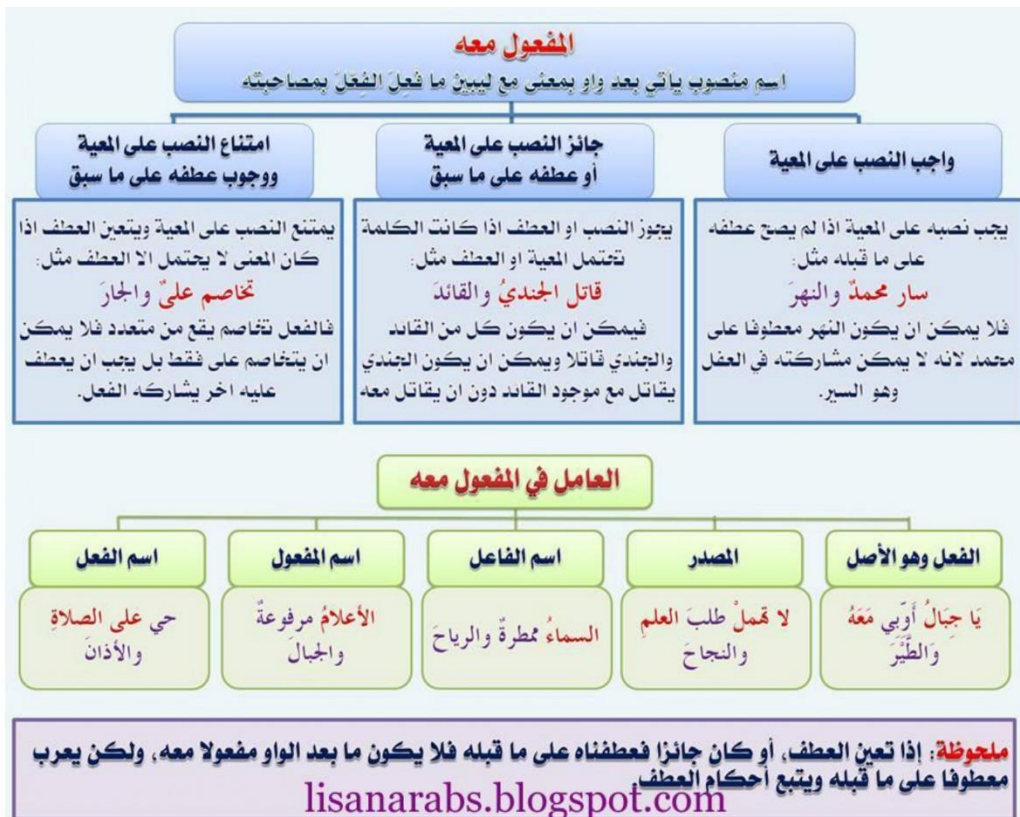 المفعول معه
اسم منصوب يأتي بعد واو بمعنى مع ليبين ما فُعِلَ الفِعْلَ بمصاحبته
واجب النصب على المعية
جائز النصب على المعية
أو عطفه على ما سبق
امتناع النصب على المعية
ووجوب عطفه على ما سبق
يجب نصبه على المعية اذا لم يصح عطفه
على ما قبله مثل:
سار محمدٌ والنهرَ
فلا يمكن ان يكون النهر معطوفا على
محمد لانه لا يمكن مشاركته في العفل
وهو السير.
يجوز النصب او العطف اذا كانت الكلمة
تحتمل المعية او العطف مثل:
قاتل الجنديُ والقائدَ
فيمكن ان يكون كل من القائد
والجندي قاتلا ويمكن ان يكون الجندي
يقاتل مع موجود القائد دون ان يقاتل معه
يمتنع النصب على المعية ويتعين العطف اذا
كان المعنى لا يحتمل الا العطف مثل:
تخاصم عليٌ والجارَ
فالفعل تخاصم يقع من متعدد فلا يمكن
ان يتخاصم على فقط بل يجب ان يعطف
عليه اخر يشاركه الفعل.
العامل في المفعول معه
الفعل وهو الأصل
المصدر
اسم الفاعل
اسم المفعول
اسم الفعل
يَا جِبَالُ أَوِّبِي مَعَهُ
وَالطَّيْرَ
لا تهملْ طلبَ العلمِ
والنجاحَ
السماءُ ممطرةٌ والرياحَ
الأعلامُ مرفوعةٌ
والجبالَ
حي على الصلاةِ
والأذانَ
ملحوظة: إذا تعين العطف، أو كان جائزا فعطفناه على ما قبله فلا يكون ما بعد الواو مفعولا معه، ولكن يعرب
معطوفا على ما قبله ويتبع أحكام العطف
lisanarabs.blogspot.com